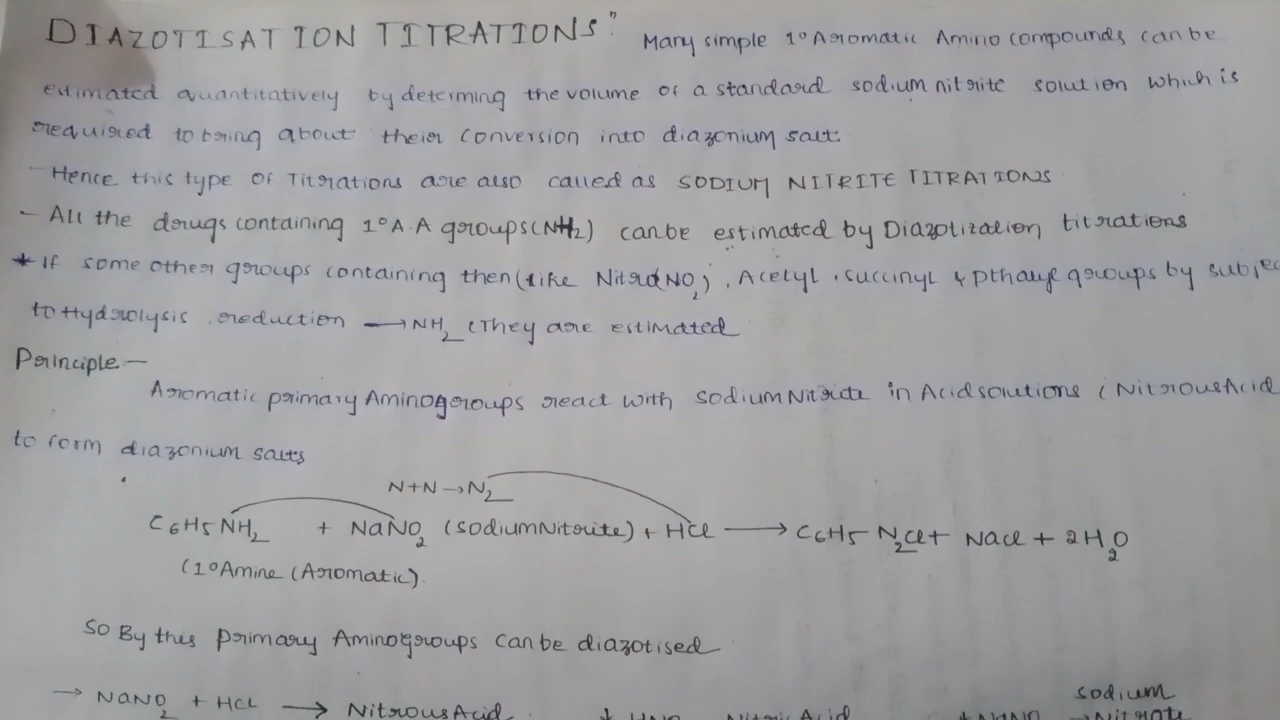 DIAZOTISATION TITRATIONS" Many simple 1° Aromatic Amino compounds can be
estimated quantitatively by determing the volume of a standard sodium nitrite solution which is
required to bring about their conversion into diazonium salt.
- Hence this type of Titrations are also called as SODIUM NITRITE TITRATIONS
- All the drugs containing 1° A.A groups (NH₂) can be estimated by Diazotization titrations
* If some other groups containing then (like Nitro (NO₂), Acetyl, succinyl & pthalyl groups by subjec
to Hydrolysis, reduction → NH₂ (They are estimated
Principle:-
Aromatic primary Aminogroups react with sodium Nitrite in Acid solutions (Nitrous Acid
to form diazonium salts
N+N → N₂
C₆H₅NH₂ + NaNO₂ (Sodium Nitrite) + HCl → C₆H₅N₂Cl + NaCl + 2H₂O
(1° Amine (Aromatic)
So By this primary Aminogroups can be diazotised
sodium
→ NaNO₂ + HCl → Nitrous Acid